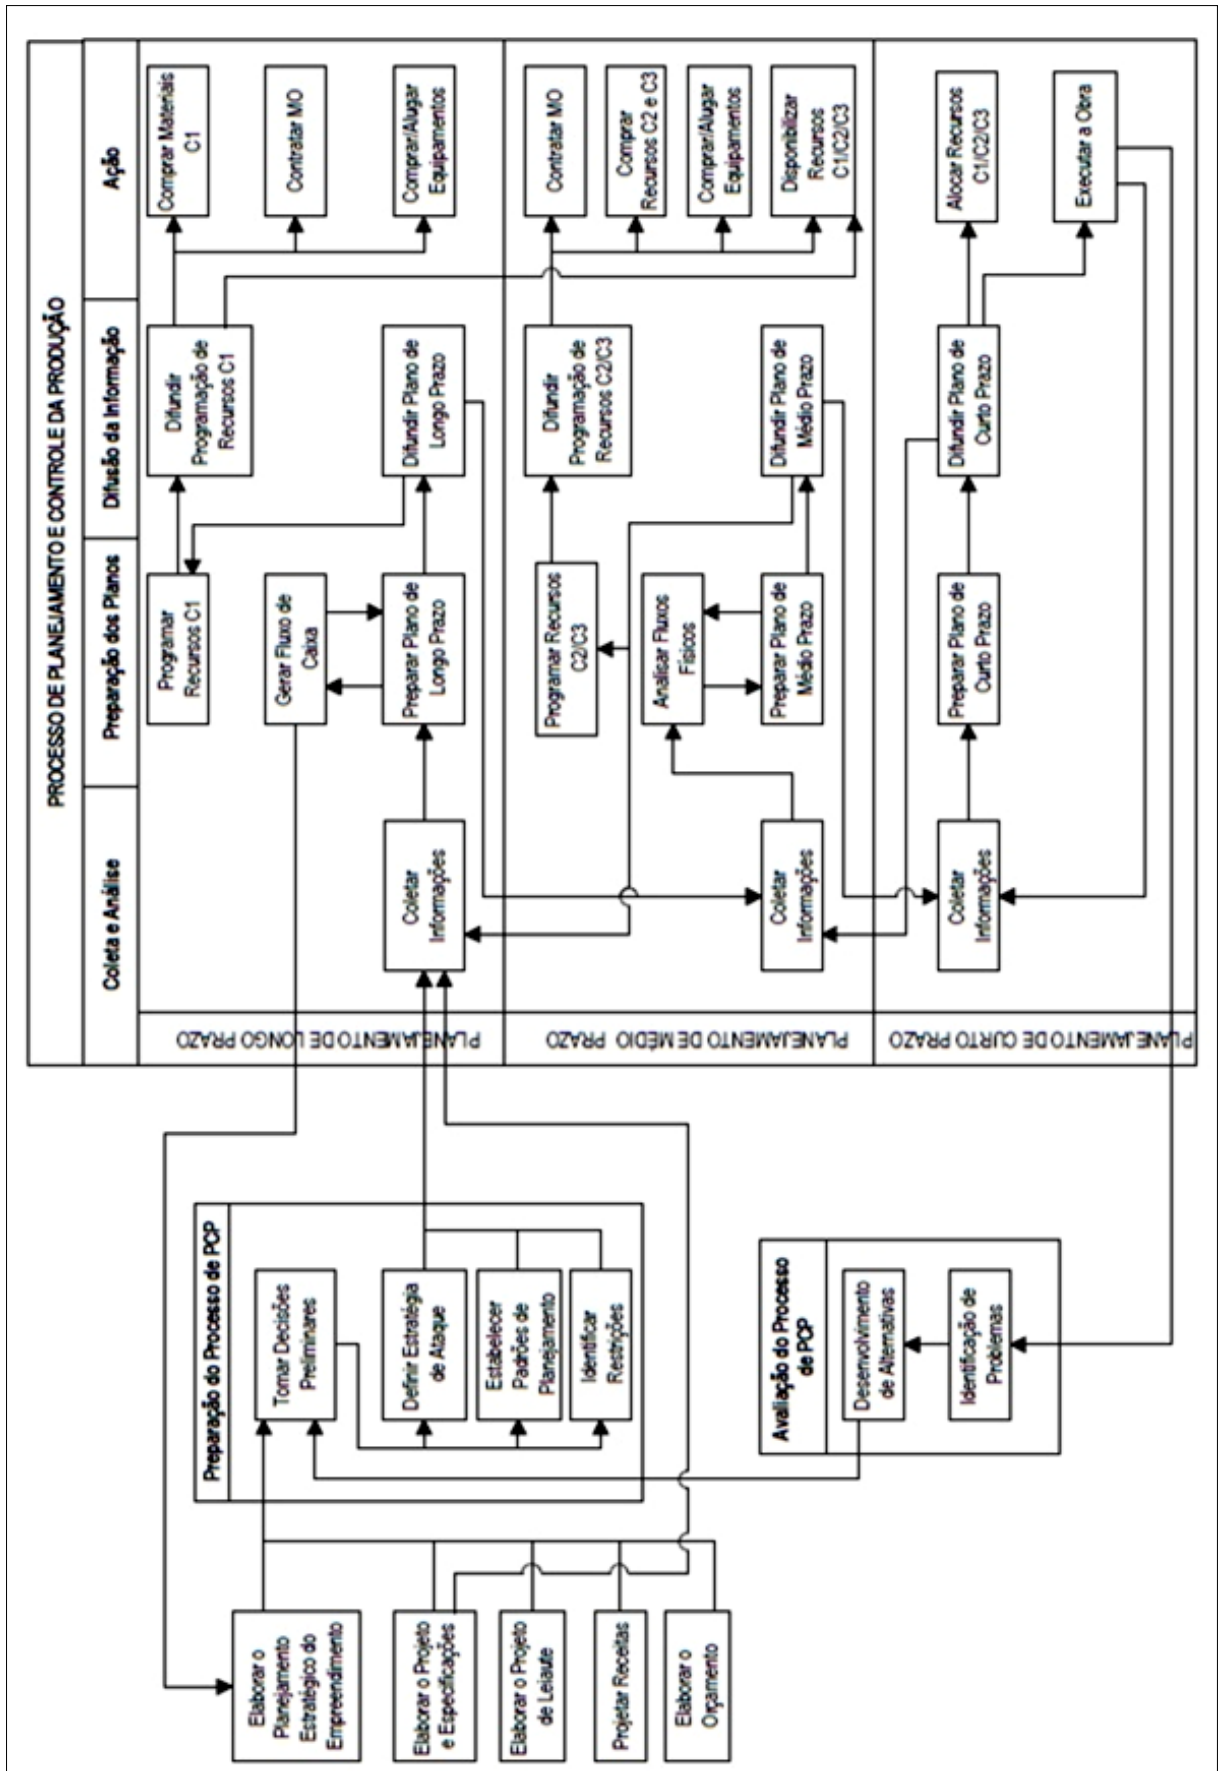 PROCESSO DE PLANEJAMENTO E CONTROLE DA PRODUÇÃO
Coleta e Análise
Preparação dos Planos
Difusão da Informação
Ação
PLANEJAMENTO DE LONGO PRAZO
Coletar
Informações
Programar
Recursos C1
Gerar Fluxo de
Caixa
Preparar Plano de
Longo Prazo
Difundir
Programação de
Recursos C1
Difundir Plano de
Longo Prazo
Comprar Materiais
C1
Contratar MO
Comprar/Alugar
Equipamentos
PLANEJAMENTO DE MÉDIO PRAZO
Coletar
Informações
Programar Recursos
C2/C3
Analisar Fluxos
Físicos
Preparar Plano de
Médio Prazo
Difundir
Programação de
Recursos C2/C3
Difundir Plano de
Médio Prazo
Contratar MO
Comprar
Recursos C2 e C3
Comprar/Alugar
Equipamentos
Disponibilizar
Recursos
C1/C2/C3
PLANEJAMENTO DE CURTO PRAZO
Coletar
Informações
Preparar Plano de
Curto Prazo
Difundir Plano de
Curto Prazo
Alocar Recursos
C1/C2/C3
Executar a Obra
Preparação do Processo de PCP
Tomar Decisões
Preliminares
Definir Estratégia
de Ataque
Estabelecer
Padrões de
Planejamento
Identificar
Restrições
Avaliação do Processo
de PCP
Desenvolvimento
de Alternativas
Identificação de
Problemas
Elaborar o
Planejamento
Estratégico do
Empreendimento
Elaborar o Projeto
e Especificações
Elaborar o Projeto
de Leiaute
Projetar Receitas
Elaborar o
Orçamento